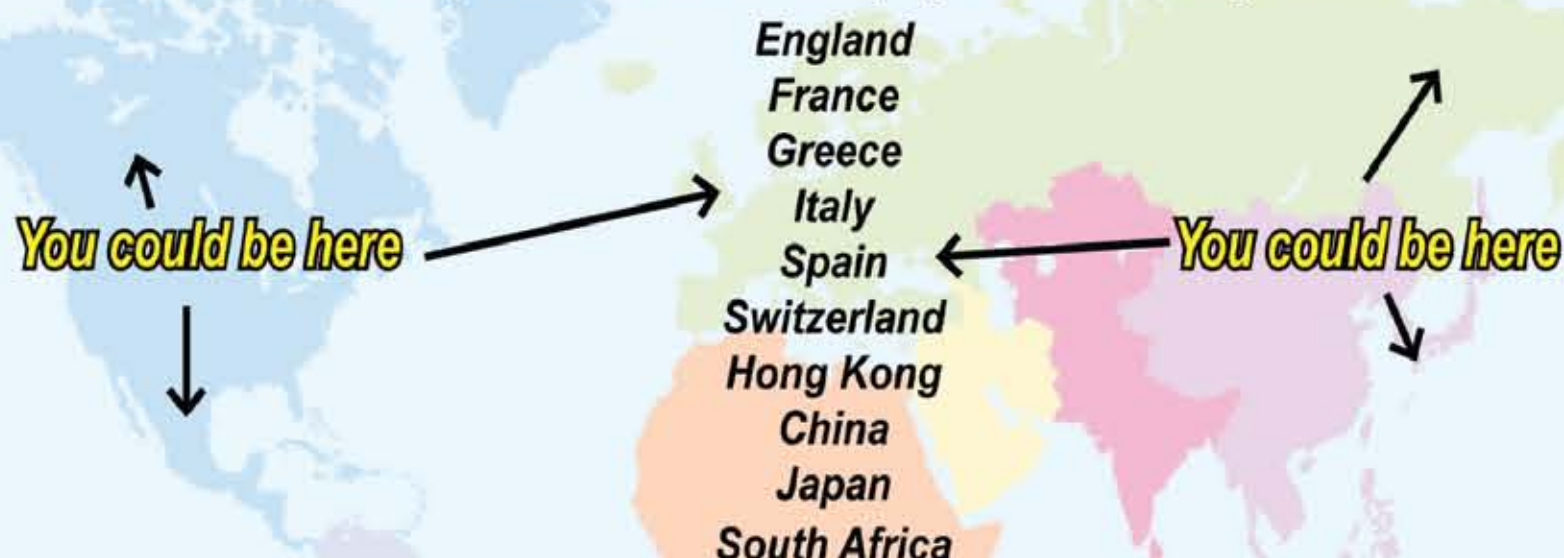 England
France
Greece
Italy
You could be here
You could be here
Spain
Switzerland
Hong Kong
China
Japan
South Africa